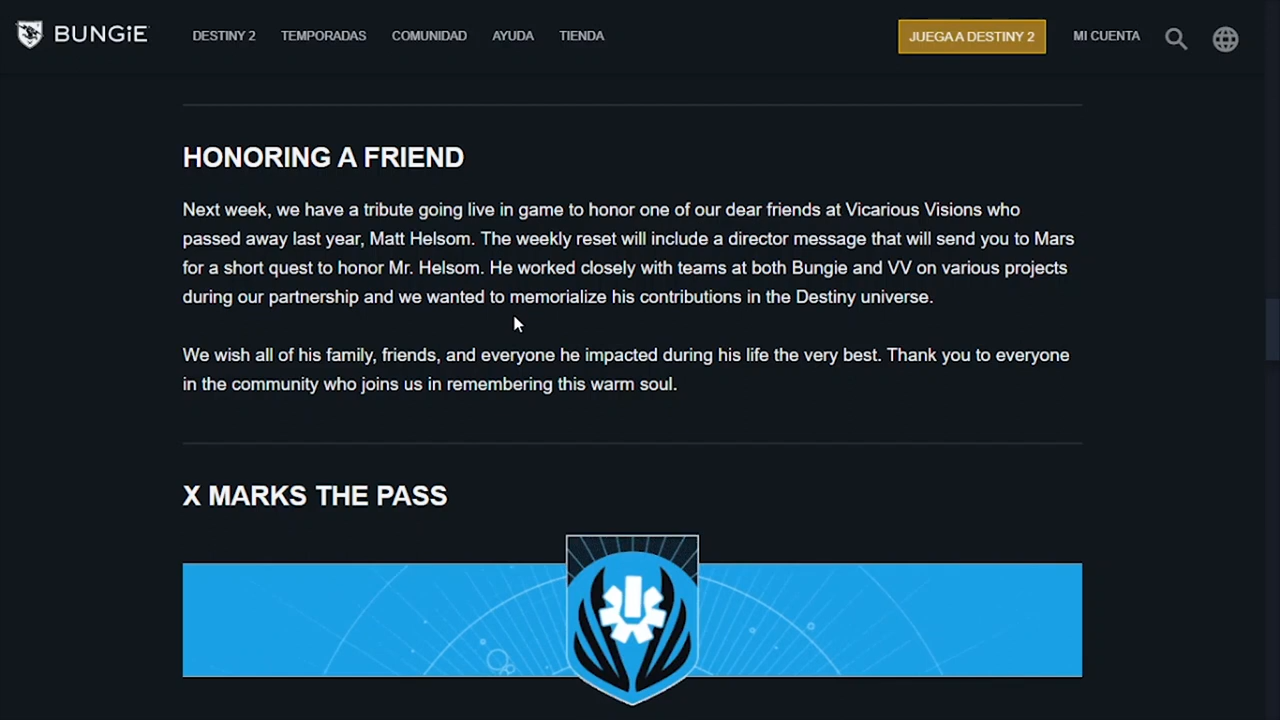 BUNGiE
DESTINY 2 TEMPORADAS COMUNIDAD AYUDA TIENDA JUEGA A DESTINY 2 MI CUENTA
HONORING A FRIEND
Next week, we have a tribute going live in game to honor one of our dear friends at Vicarious Visions who
passed away last year, Matt Helsom. The weekly reset will include a director message that will send you to Mars
for a short quest to honor Mr. Helsom. He worked closely with teams at both Bungie and VV on various projects
during our partnership and we wanted to memorialize his contributions in the Destiny universe.
We wish all of his family, friends, and everyone he impacted during his life the very best. Thank you to everyone
in the community who joins us in remembering this warm soul.
X MARKS THE PASS